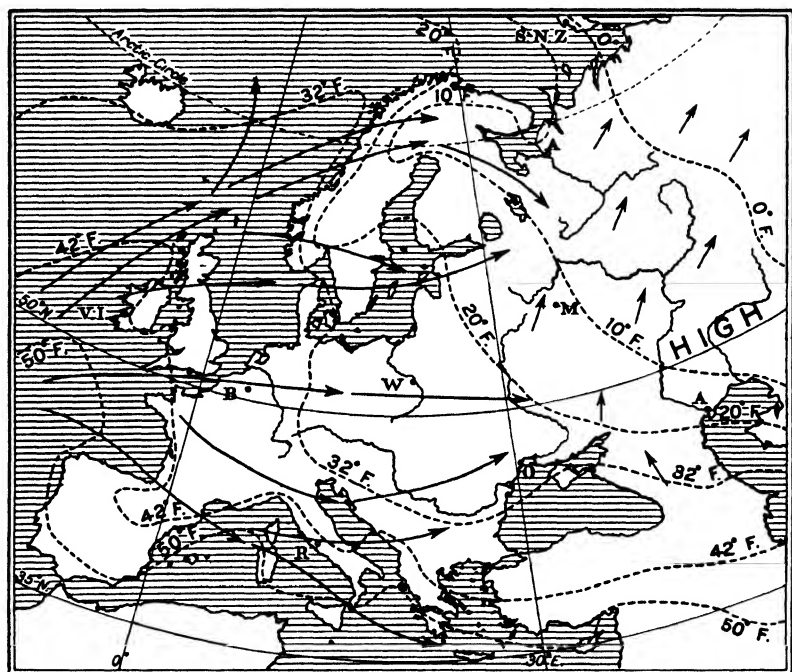 Arctic Circle
20° F.
S·N·Z
0°
32° F.
10° F.
42° F.
0° F.
50° N.
V.I
M
20° F.
10° F.
HIGH
50° F.
B
W
A
20° F.
32° F.
O
32° F.
42° F.
50° F.
R
42° F.
35° N.
50° F.
0°
30° E.